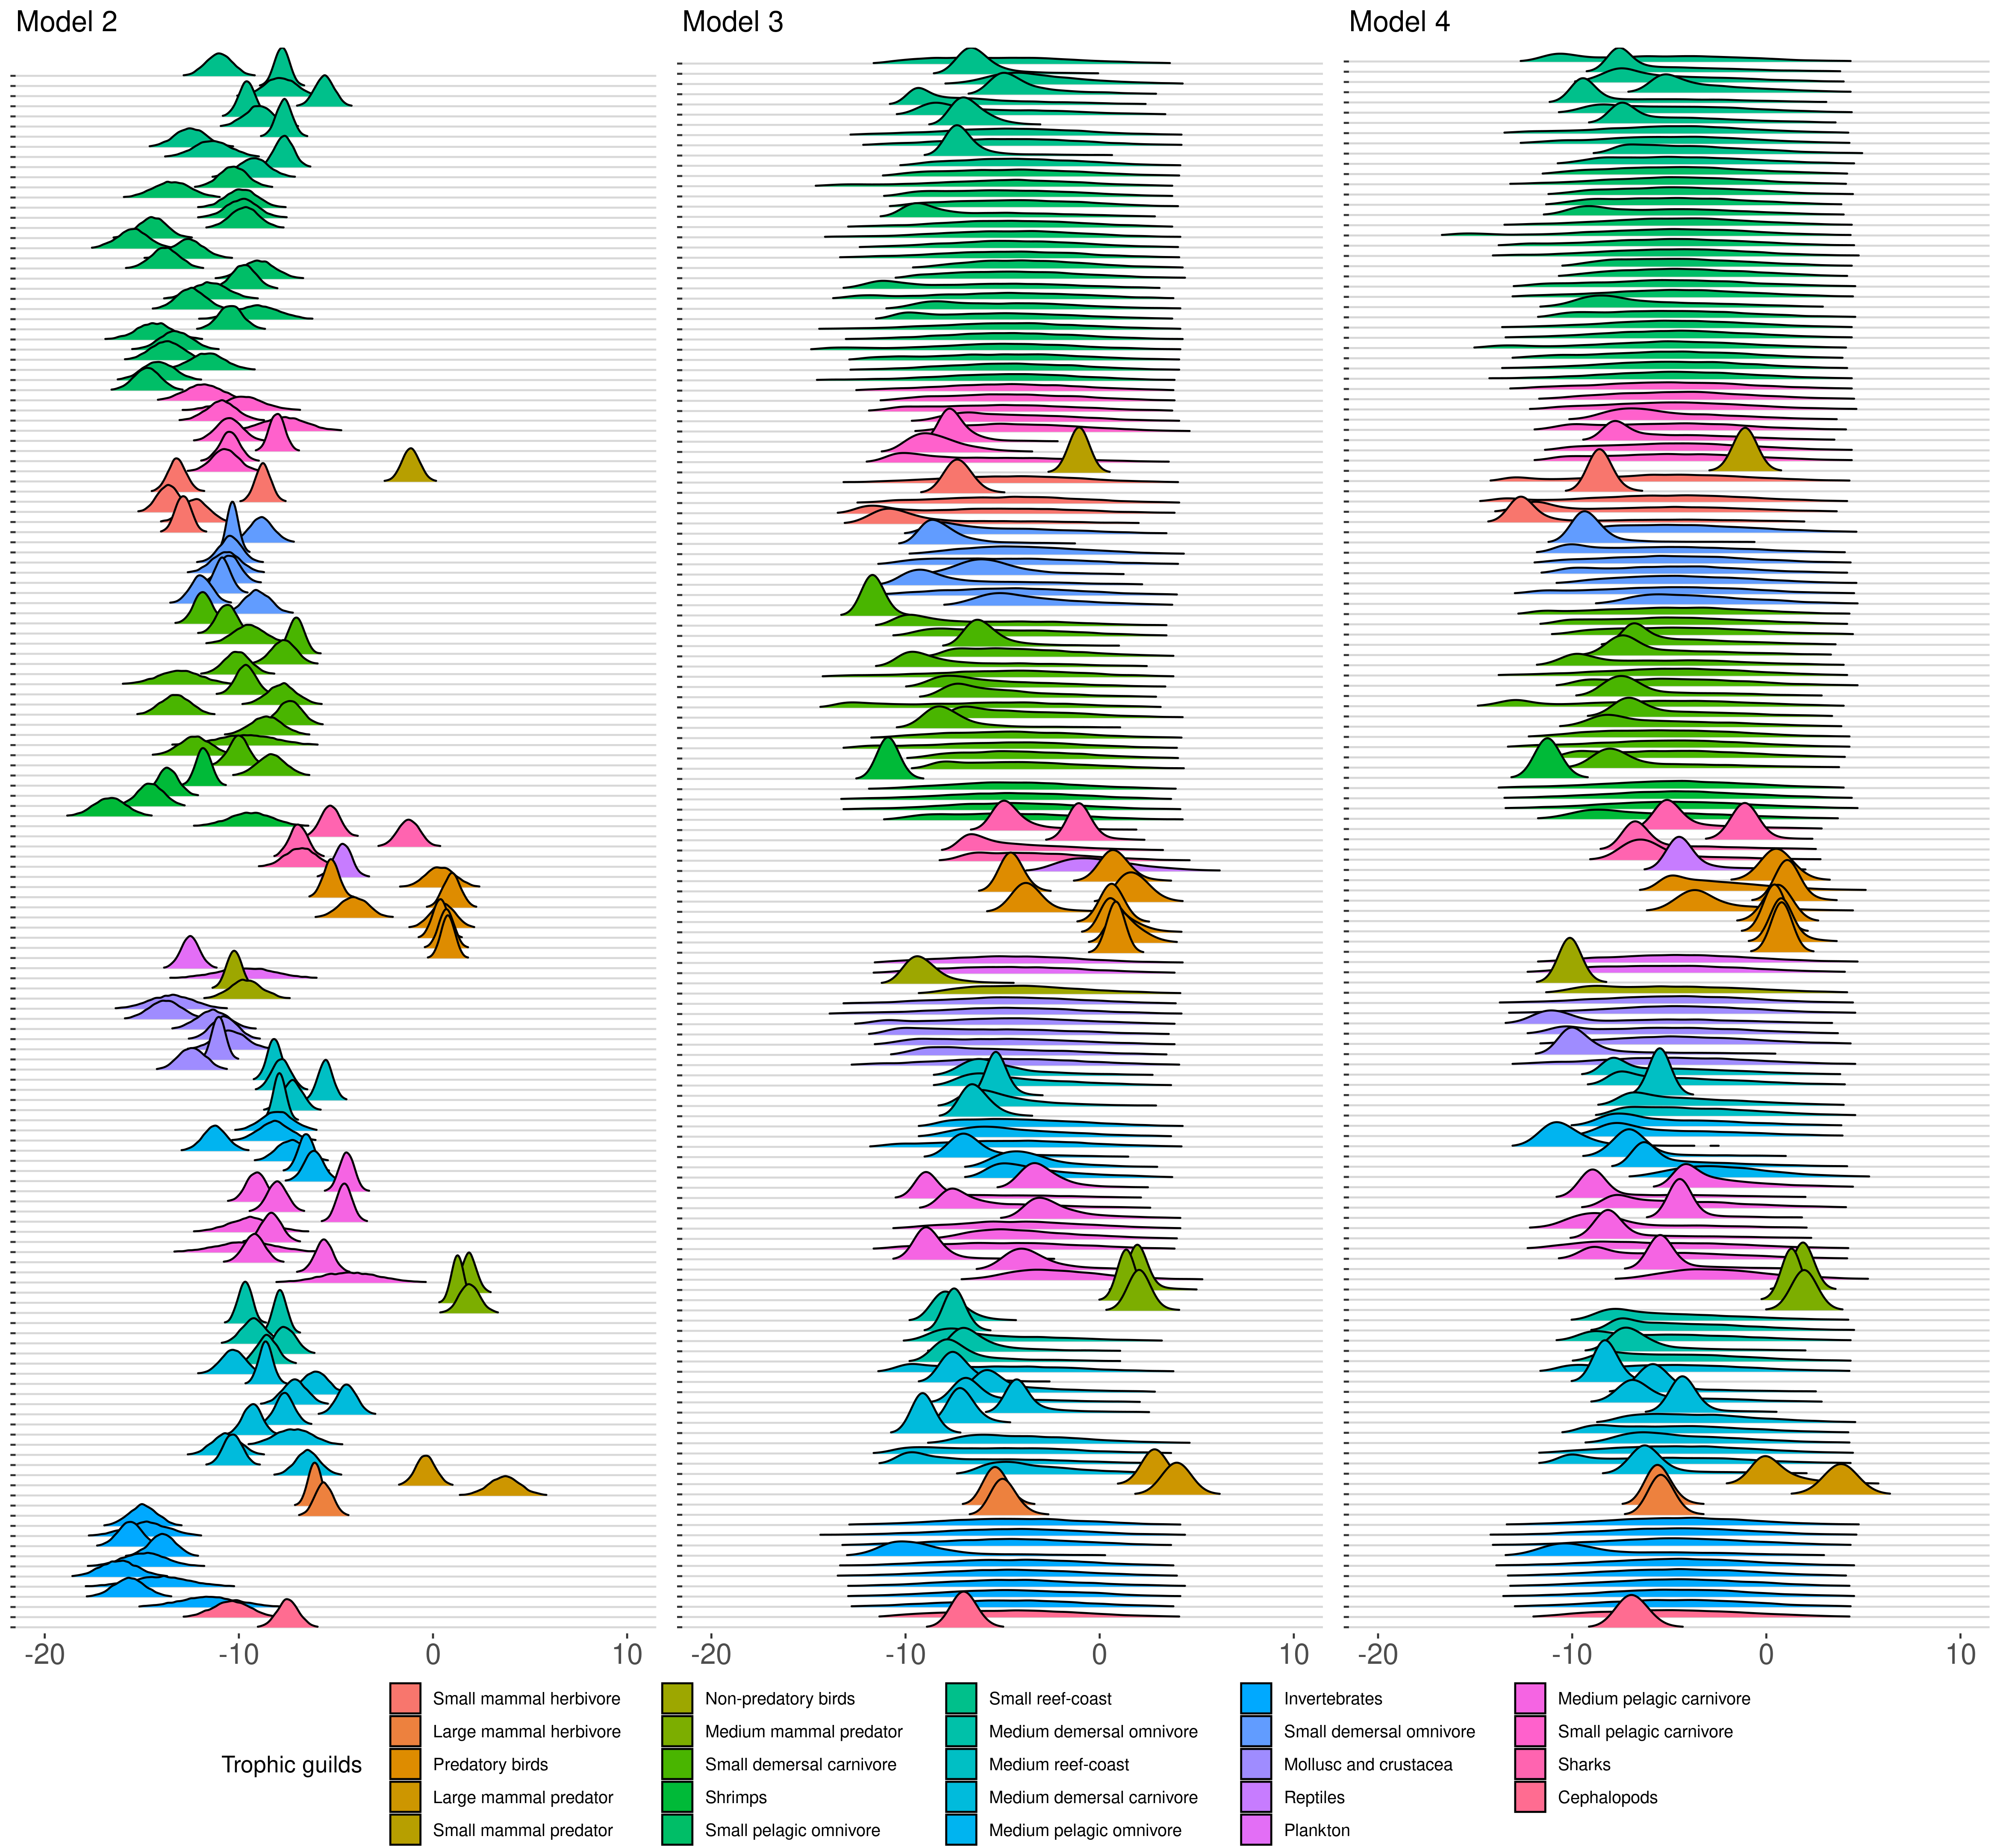 Model 2 Model 3 Model 4
-20 -10 0 10 -20 -10 0 10 -20 -10 0 10
Trophic guilds
Small mammal herbivore
Large mammal herbivore
Predatory birds
Large mammal predator
Small mammal predator
Non-predatory birds
Medium mammal predator
Small demersal carnivore
Shrimps
Small pelagic omnivore
Small reef-coast
Medium demersal omnivore
Medium reef-coast
Medium demersal carnivore
Medium pelagic omnivore
Invertebrates
Small demersal omnivore
Mollusc and crustacea
Reptiles
Plankton
Medium pelagic carnivore
Small pelagic carnivore
Sharks
Cephalopods